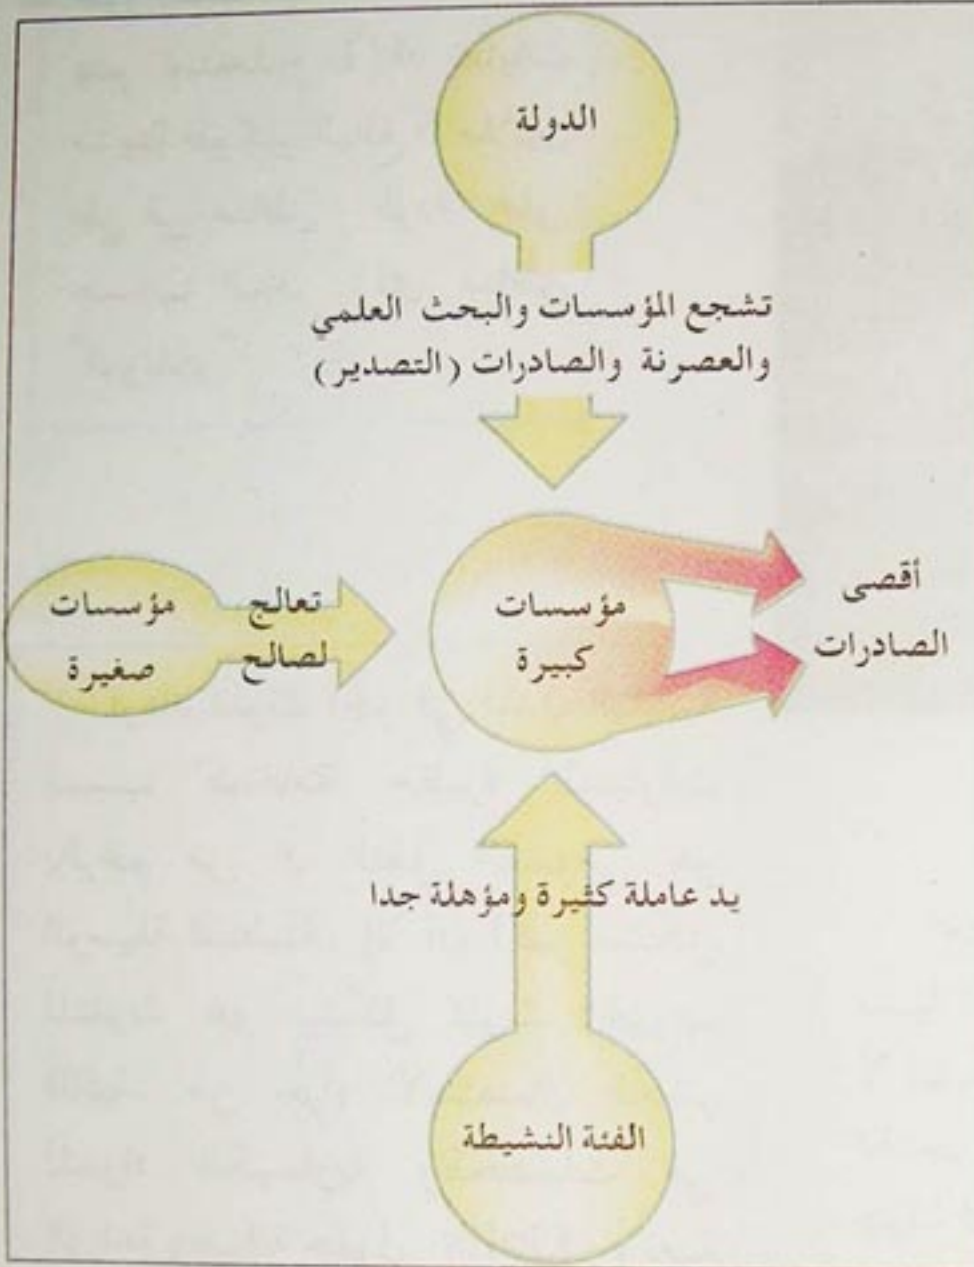 الدولة
تشجع المؤسسات والبحث العلمي
والعصرنة والصادرات (التصدير)
أقصى
الصادرات
مؤسسات
كبيرة
تعالج
لصالح
مؤسسات
صغيرة
يد عاملة كثيرة ومؤهلة جدا
الفئة النشيطة